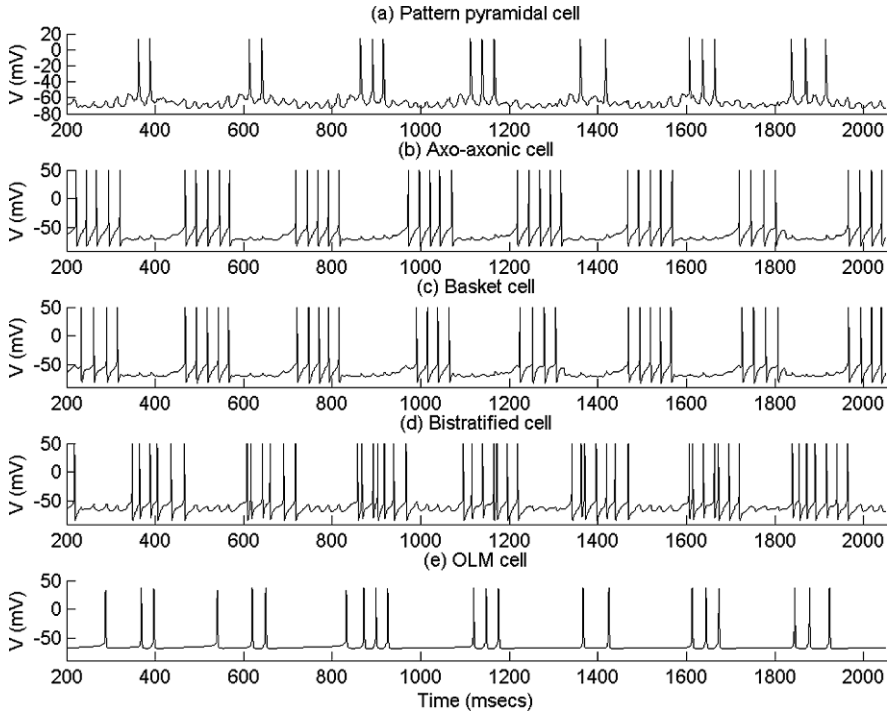 (a) Pattern pyramidal cell
V (mV)
20
0
-20
-40
-60
-80
200 400 600 800 1000 1200 1400 1600 1800 2000
(b) Axo-axonic cell
V (mV)
50
0
-50
200 400 600 800 1000 1200 1400 1600 1800 2000
(c) Basket cell
V (mV)
50
0
-50
200 400 600 800 1000 1200 1400 1600 1800 2000
(d) Bistratified cell
V (mV)
50
0
-50
200 400 600 800 1000 1200 1400 1600 1800 2000
(e) OLM cell
V (mV)
50
0
-50
200 400 600 800 1000 1200 1400 1600 1800 2000
Time (msecs)